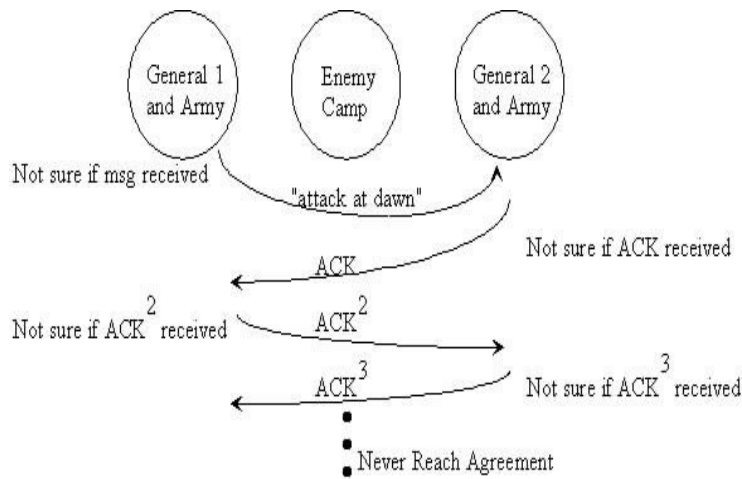 General 1
and Army
Enemy
Camp
General 2
and Army
Not sure if msg received
"attack at dawn"
Not sure if ACK received
ACK
Not sure if ACK² received
ACK²
ACK³
Not sure if ACK³ received
Never Reach Agreement